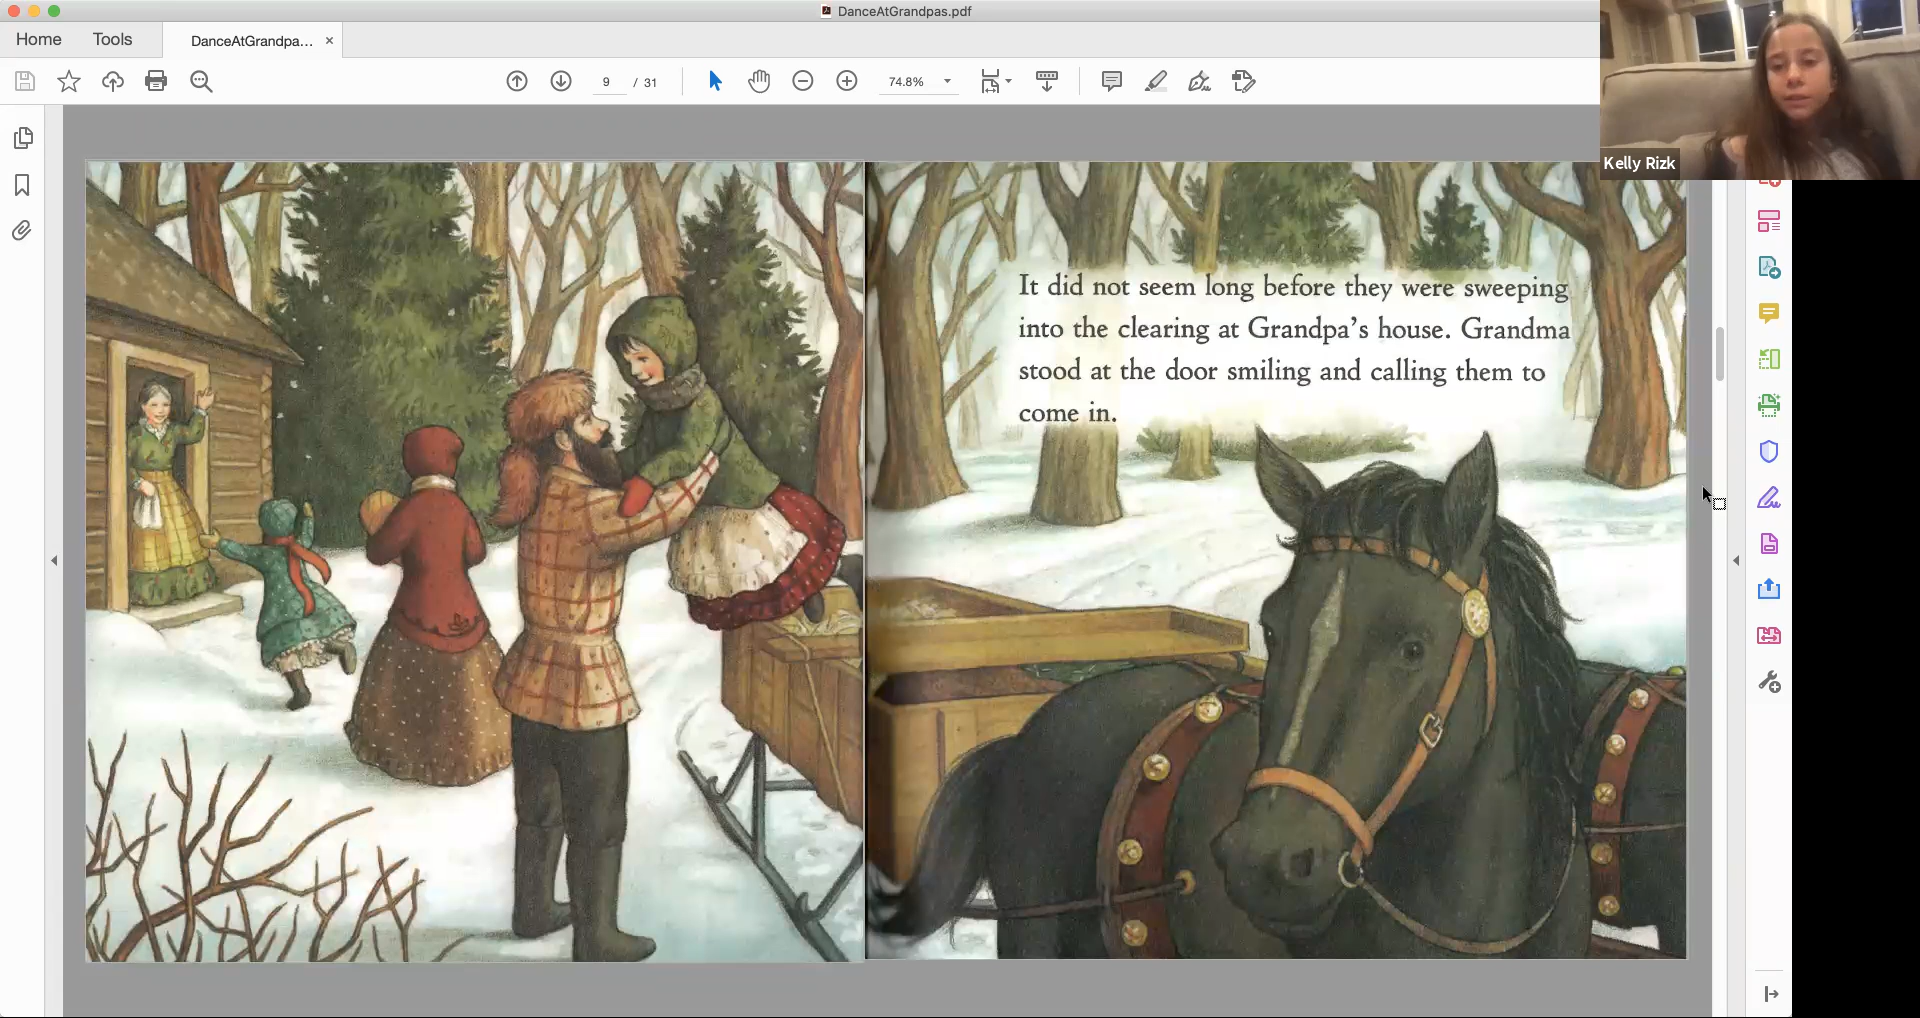 DanceAtGrandpas.pdf
Home
Tools
DanceAtGrandpa...
9 / 31
74.8%
Kelly Rizk
It did not seem long before they were sweeping
into the clearing at Grandpa's house. Grandma
stood at the door smiling and calling them to
come in.